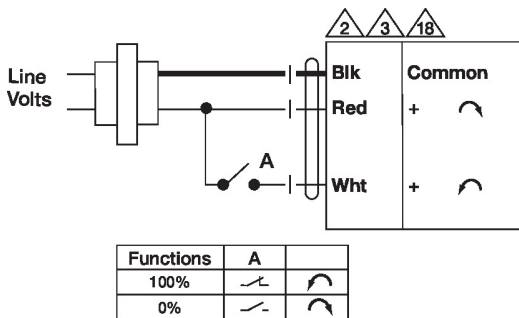 2 3 18
Line
Volts
Blk Common
Red +
A
Wht +
Functions A
100%
0%